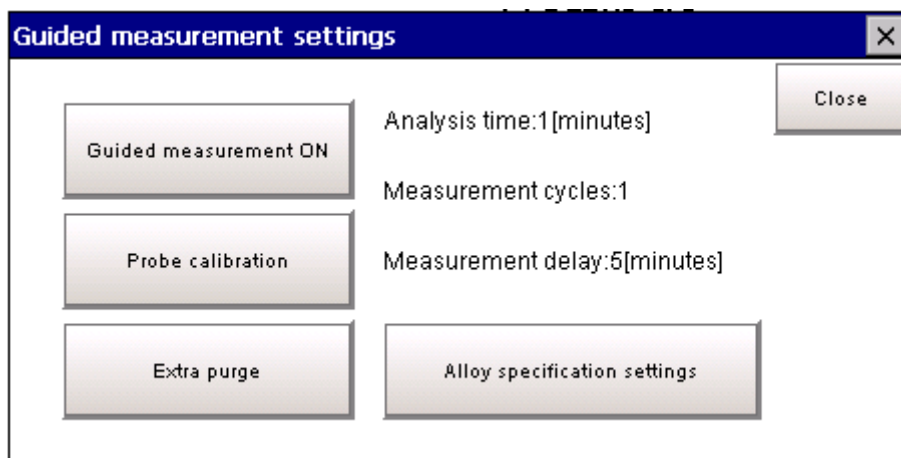 Guided measurement settings
Close
Guided measurement ON
Analysis time:1[minutes]
Measurement cycles:1
Probe calibration
Measurement delay:5[minutes]
Extra purge
Alloy specification settings